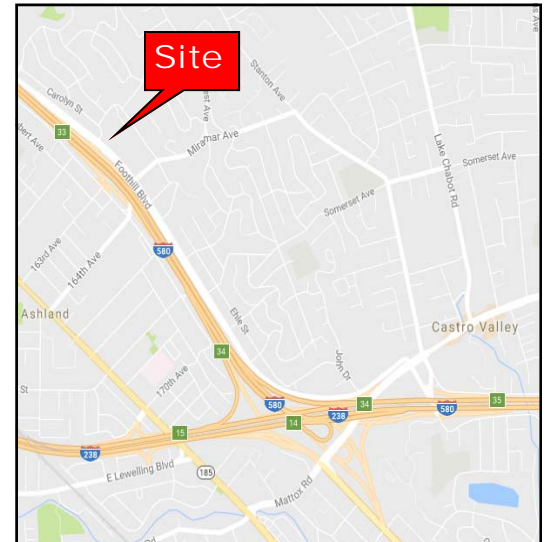 Site
Stanton Ave
Carolyn St
33
Miramar Ave
Lake Chabot Rd
Somerset Ave
Foothill Blvd
Somerset Ave
163rd Ave
164th Ave
580
Ashland
Ehle St
Castro Valley
34
John Dr
170th Ave
St
580
34
35
238
580
15
14
238
E Lewelling Blvd
185
Mattox Rd